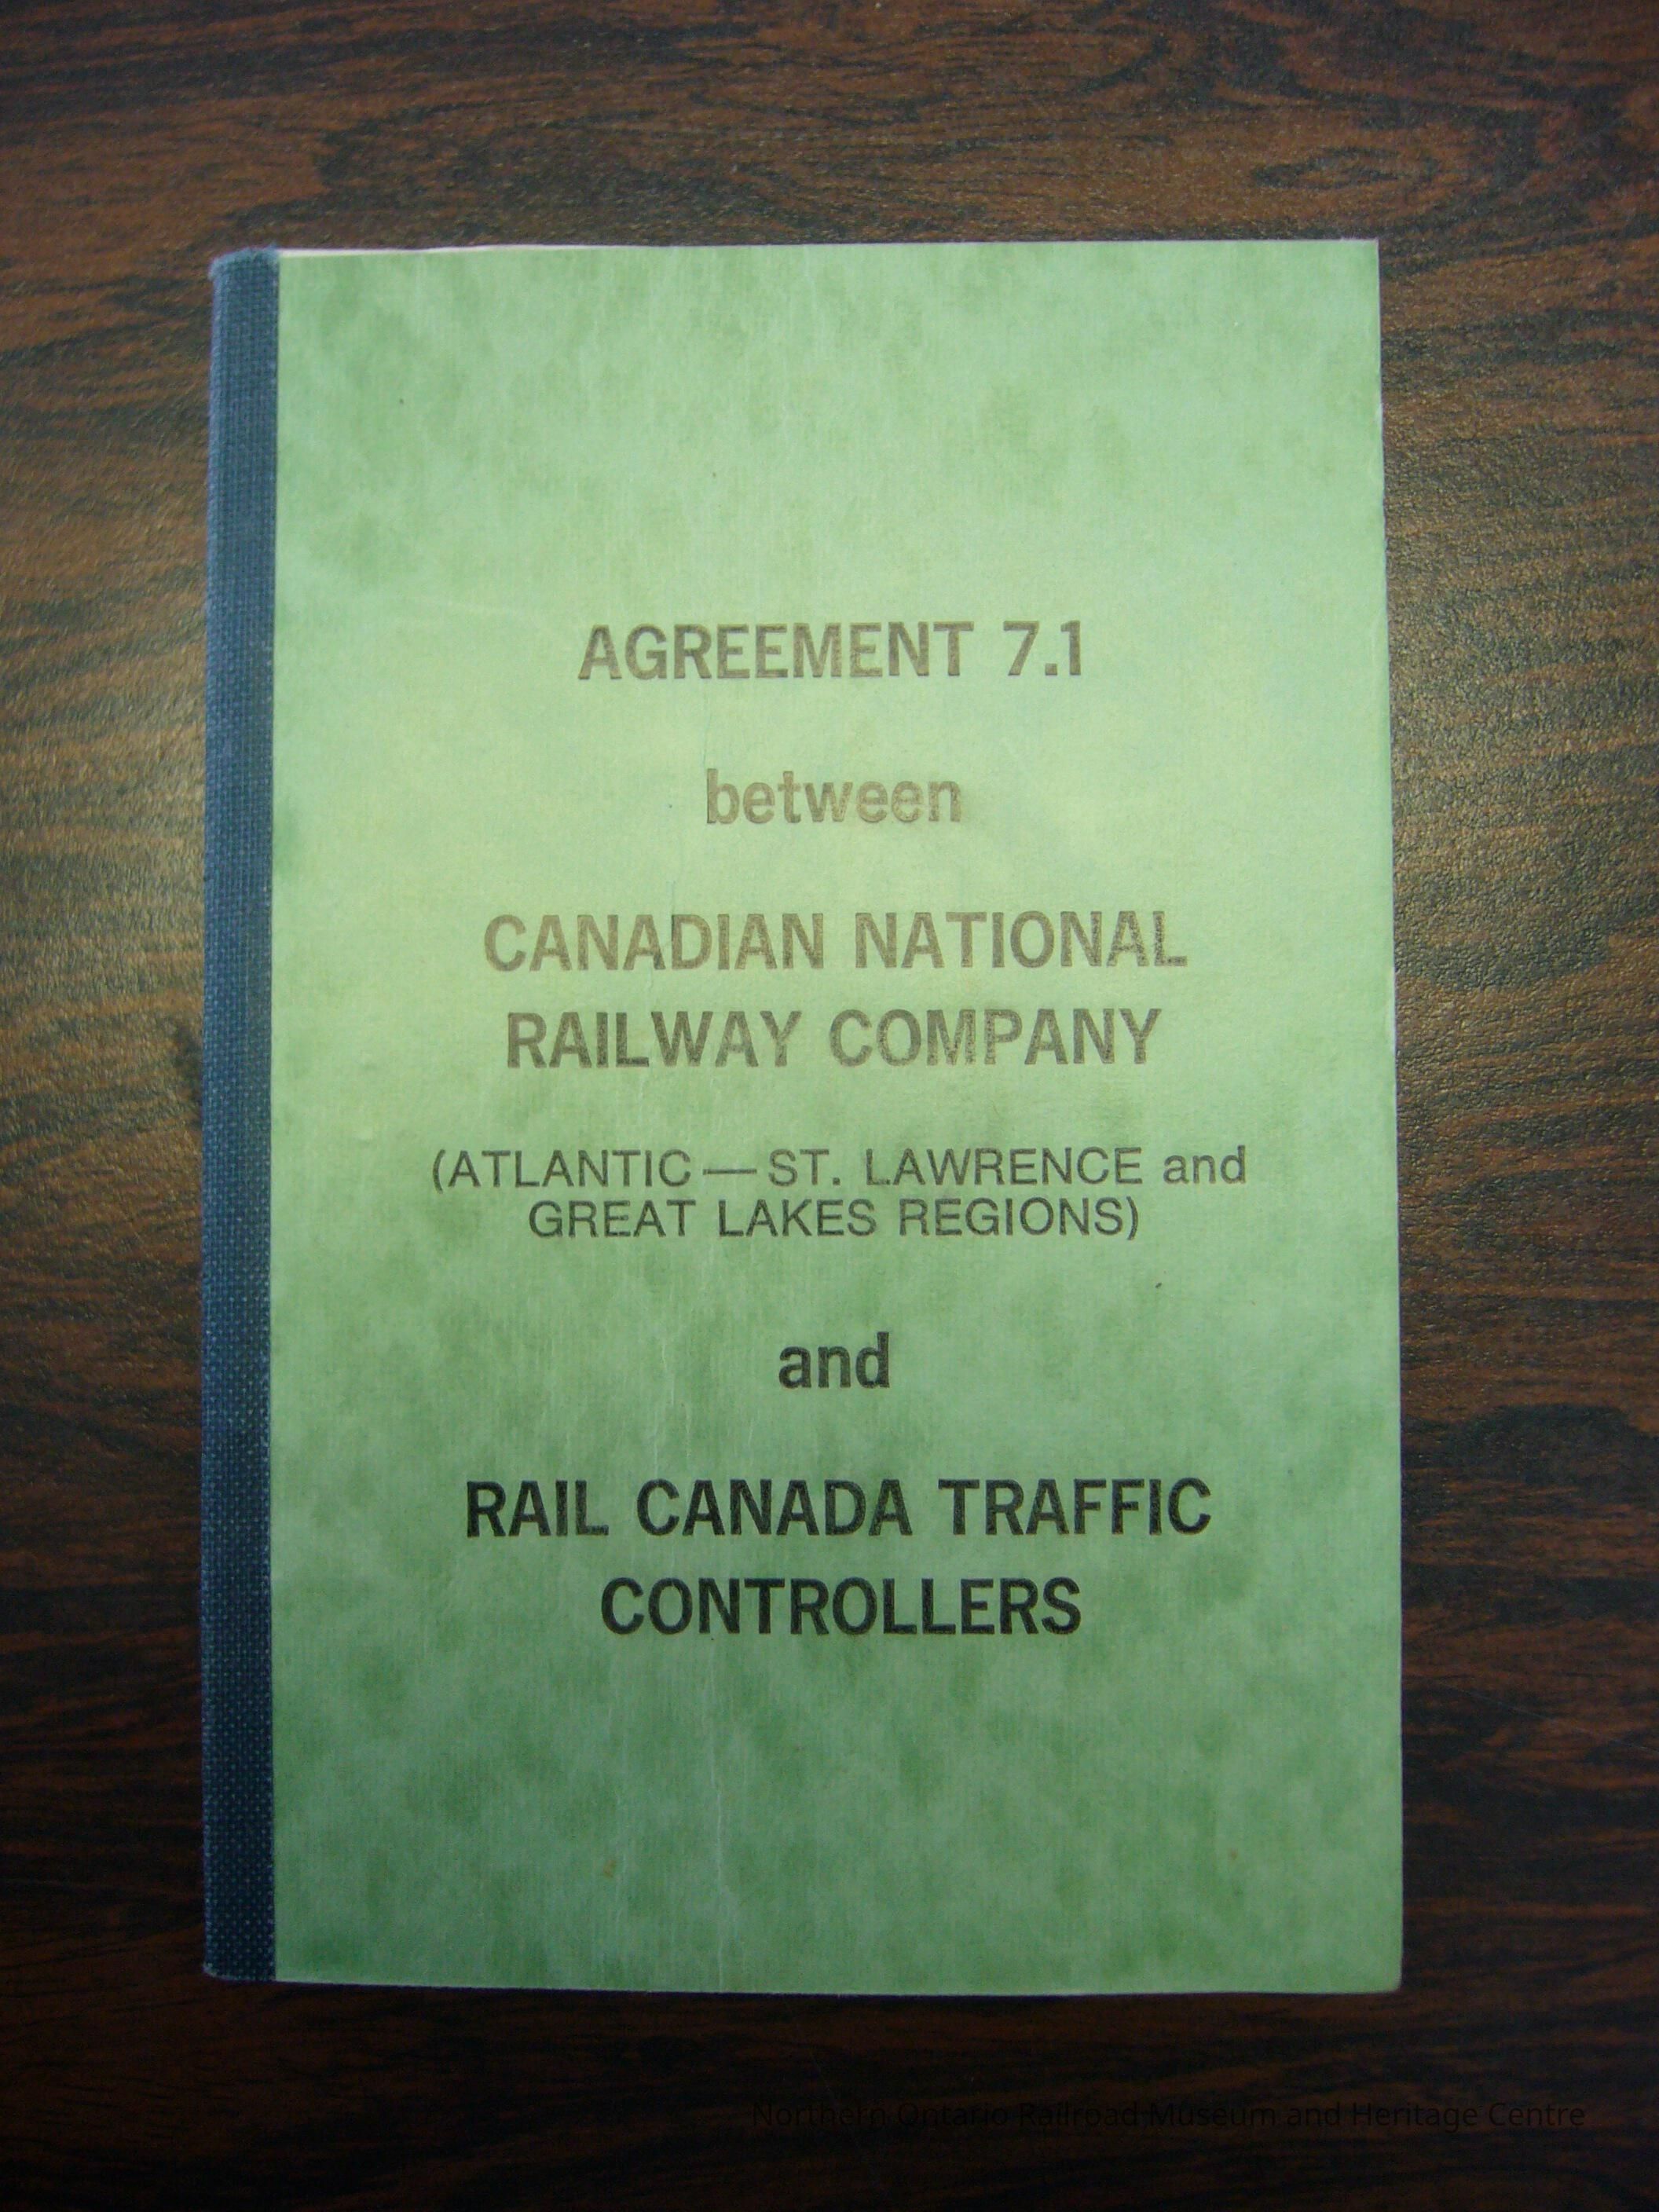 AGREEMENT 7.1
between
CANADIAN NATIONAL
RAILWAY COMPANY
(ATLANTIC — ST. LAWRENCE and
GREAT LAKES REGIONS)
and
RAIL CANADA TRAFFIC
CONTROLLERS
Northern Ontario Railroad Museum and Heritage Centre